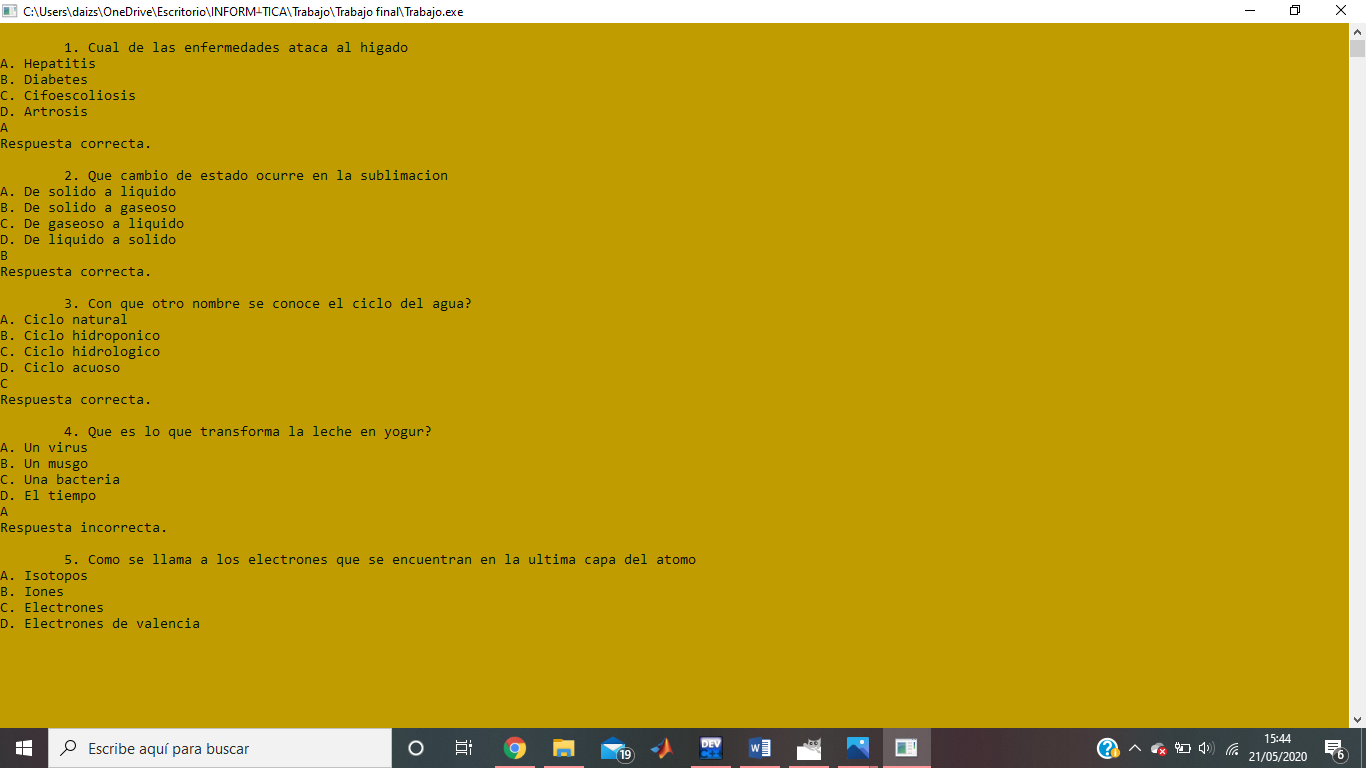 C:\Users\daizs\OneDrive\Escritorio\INFORM┴TICA\Trabajo\Trabajo final\Trabajo.exe
1. Cual de las enfermedades ataca al higado
A. Hepatitis
B. Diabetes
C. Cifoescoliosis
D. Artrosis
A
Respuesta correcta.
2. Que cambio de estado ocurre en la sublimacion
A. De solido a liquido
B. De solido a gaseoso
C. De gaseoso a liquido
D. De liquido a solido
B
Respuesta correcta.
3. Con que otro nombre se conoce el ciclo del agua?
A. Ciclo natural
B. Ciclo hidroponico
C. Ciclo hidrologico
D. Ciclo acuoso
C
Respuesta correcta.
4. Que es lo que transforma la leche en yogur?
A. Un virus
B. Un musgo
C. Una bacteria
D. El tiempo
A
Respuesta incorrecta.
5. Como se llama a los electrones que se encuentran en la ultima capa del atomo
A. Isotopos
B. Iones
C. Electrones
D. Electrones de valencia
Escribe aquí para buscar
19
DEV
W
15:44
21/05/2020
6